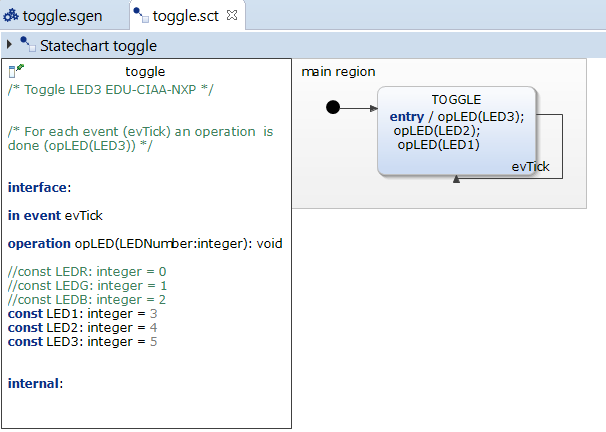 toggle.sgen
toggle.sct
Statechart toggle
toggle
/* Toggle LED3 EDU-CIAA-NXP */
/* For each event (evTick) an operation is
done (opLED(LED3)) */
interface:
in event evTick
operation opLED(LEDNumber:integer): void
//const LEDR: integer = 0
//const LEDG: integer = 1
//const LEDB: integer = 2
const LED1: integer = 3
const LED2: integer = 4
const LED3: integer = 5
internal:
main region
TOGGLE
entry / opLED(LED3);
opLED(LED2);
opLED(LED1)
evTick